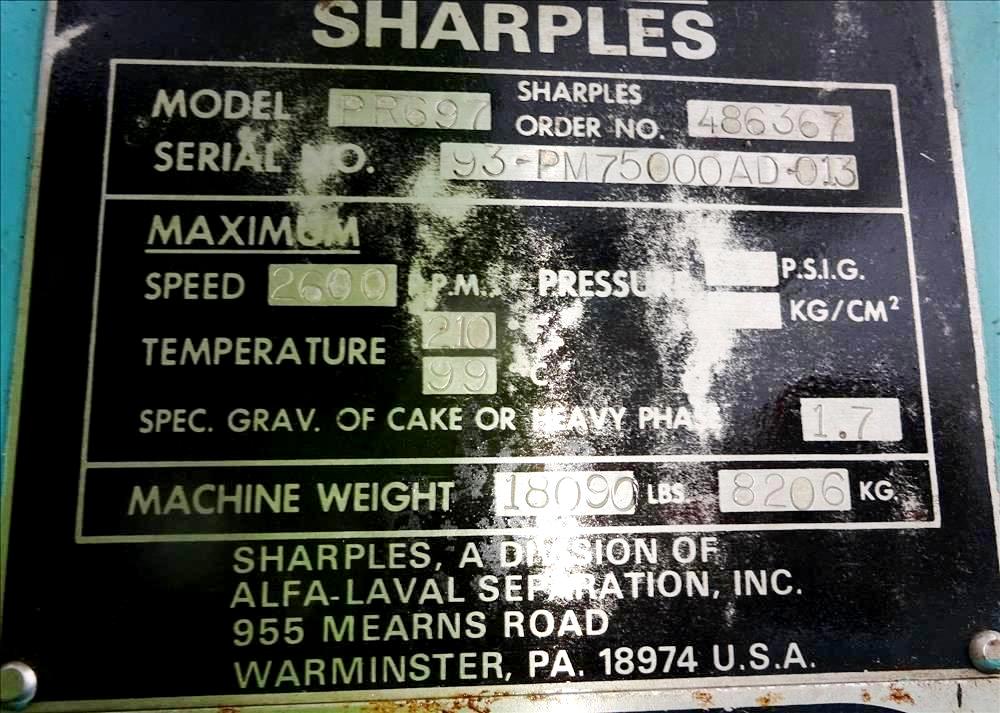 SHARPLES
MODEL PR697 SHARPLES ORDER NO. 486367
SERIAL NO. 93-PM75000AD-013
MAXIMUM
SPEED 2600 R.P.M. PRESSURE P.S.I.G.
KG/CM²
TEMPERATURE 210 °F
99 °C
SPEC. GRAV. OF CAKE OR HEAVY PHASE 1.7
MACHINE WEIGHT 18090 LBS. 8206 KG.
SHARPLES, A DIVISION OF
ALFA-LAVAL SEPARATION, INC.
955 MEARNS ROAD
WARMINSTER, PA. 18974 U.S.A.